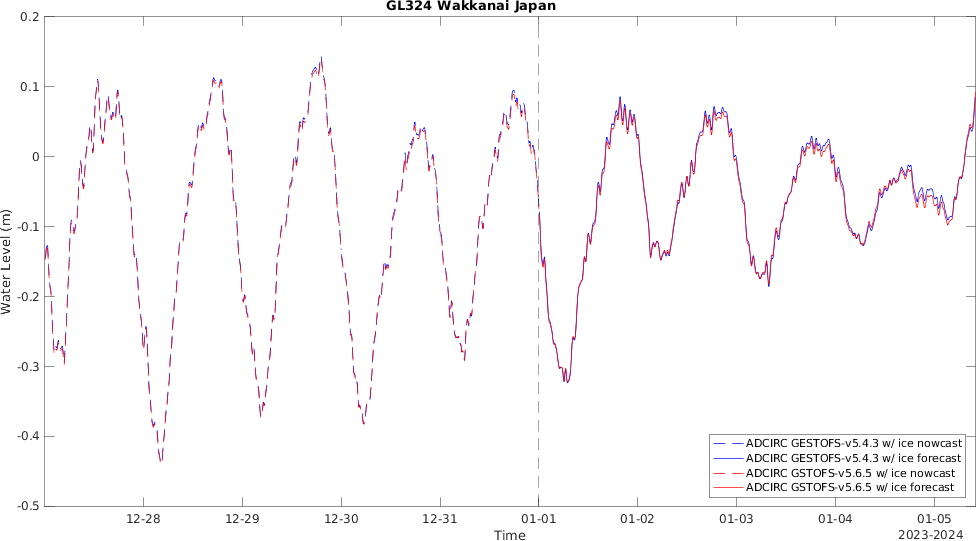 GL324 Wakkanai Japan
0.2
0.1
0
-0.1
-0.2
-0.3
-0.4
-0.5
Water Level (m)
12-28 12-29 12-30 12-31 01-01 01-02 01-03 01-04 01-05
Time
2023-2024
ADCIRC GESTOFS-v5.4.3 w/ ice nowcast
ADCIRC GESTOFS-v5.4.3 w/ ice forecast
ADCIRC GSTOFS-v5.6.5 w/ ice nowcast
ADCIRC GSTOFS-v5.6.5 w/ ice forecast